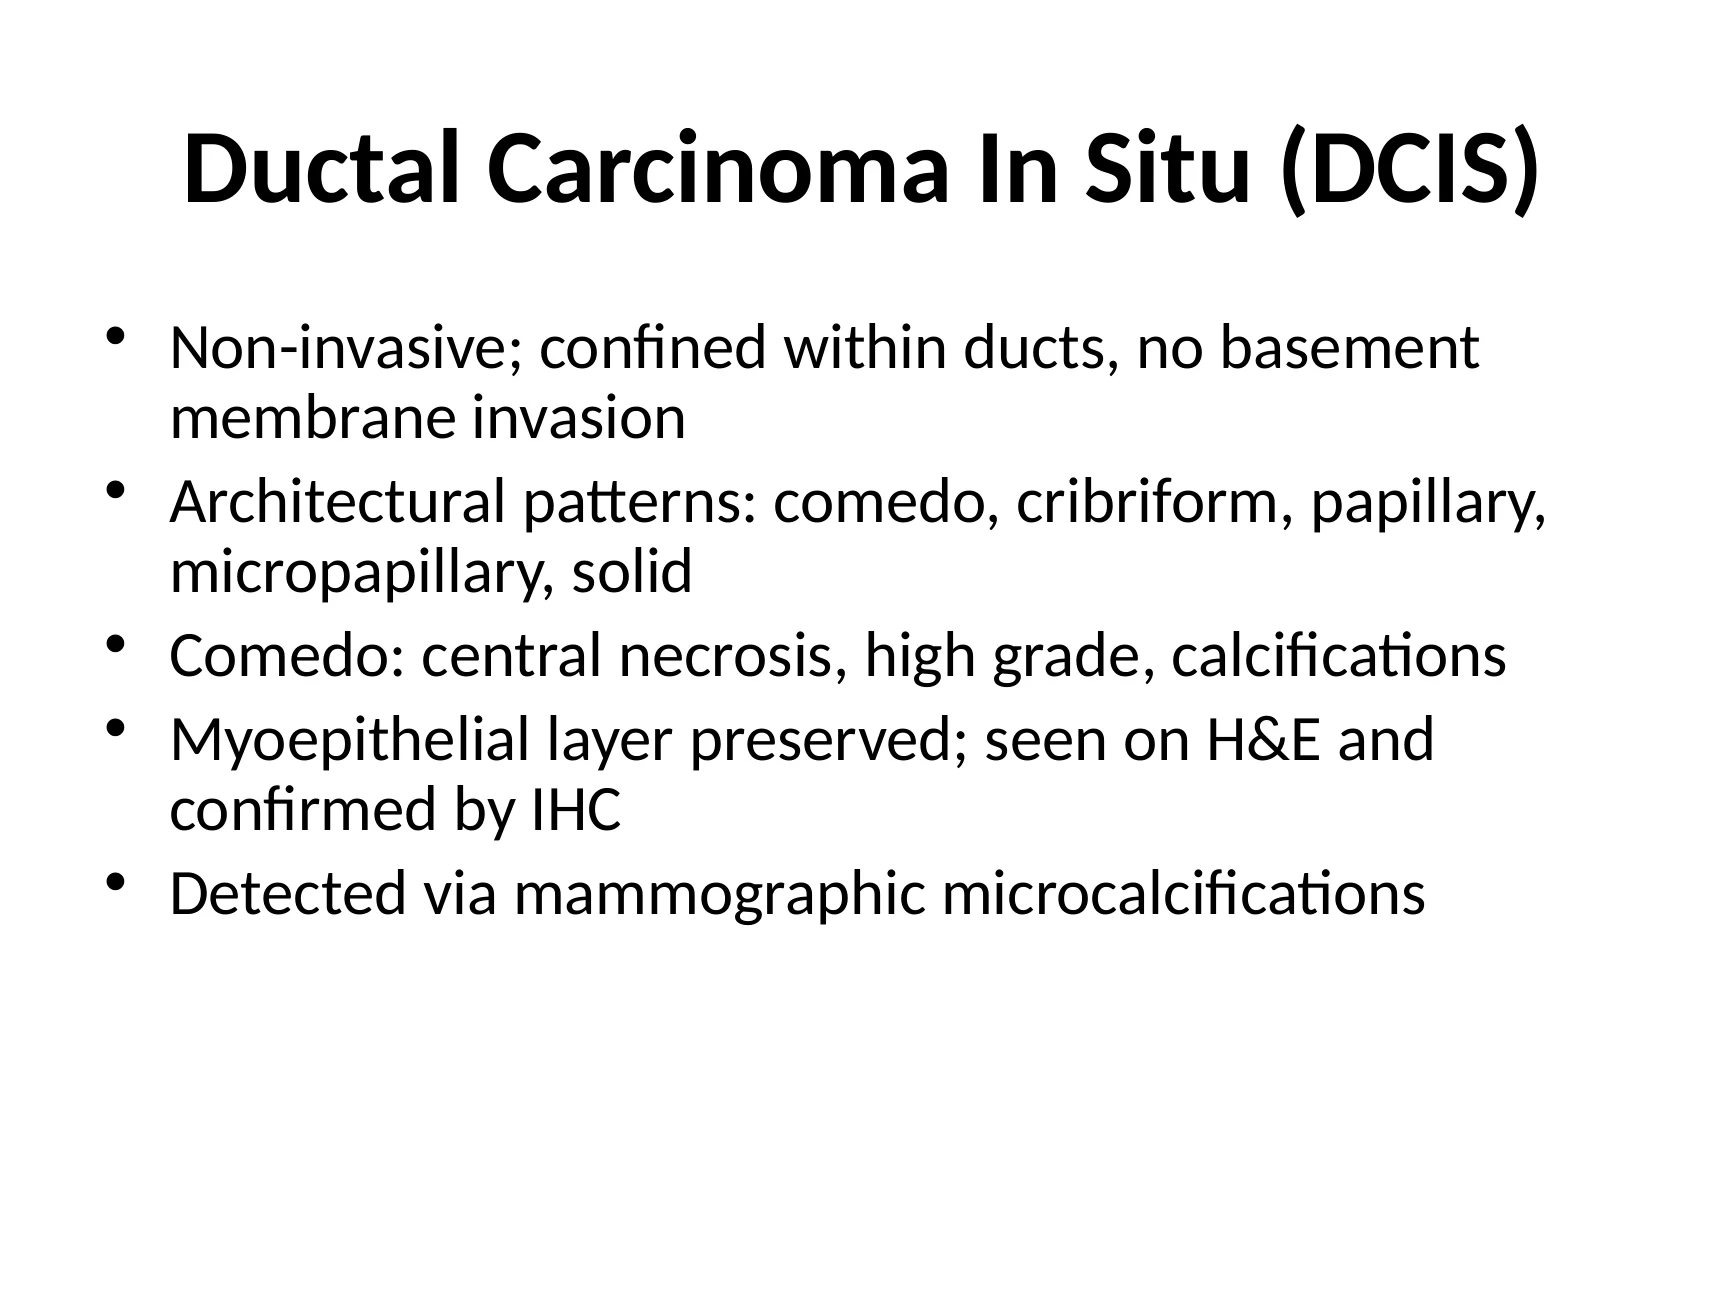 Ductal Carcinoma In Situ (DCIS)
• Non-invasive; confined within ducts, no basement
membrane invasion
• Architectural patterns: comedo, cribriform, papillary,
micropapillary, solid
• Comedo: central necrosis, high grade, calcifications
• Myoepithelial layer preserved; seen on H&E and
confirmed by IHC
• Detected via mammographic microcalcifications